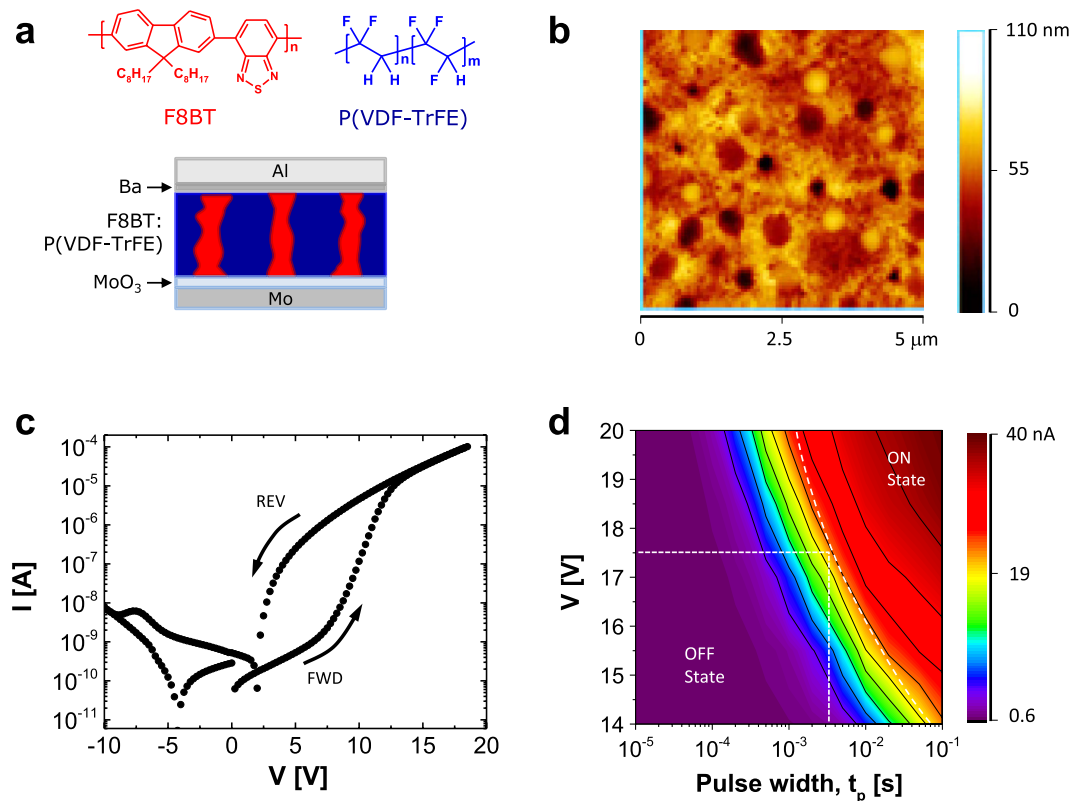 a
n
C8H17 C8H17
N S N
F8BT
F F F F
n m
H H F H
P(VDF-TrFE)
Al
Ba
F8BT:
P(VDF-TrFE)
MoO3
Mo
b
110 nm
55
0
0 2.5 5 μm
c
10-4
10-5
10-6
10-7
10-8
10-9
10-10
10-11
I [A]
REV
FWD
-10 -5 0 5 10 15 20
V [V]
d
20
19
18
17
16
15
14
V [V]
ON
State
OFF
State
10-5 10-4 10-3 10-2 10-1
Pulse width, tp [s]
40 nA
19
0.6